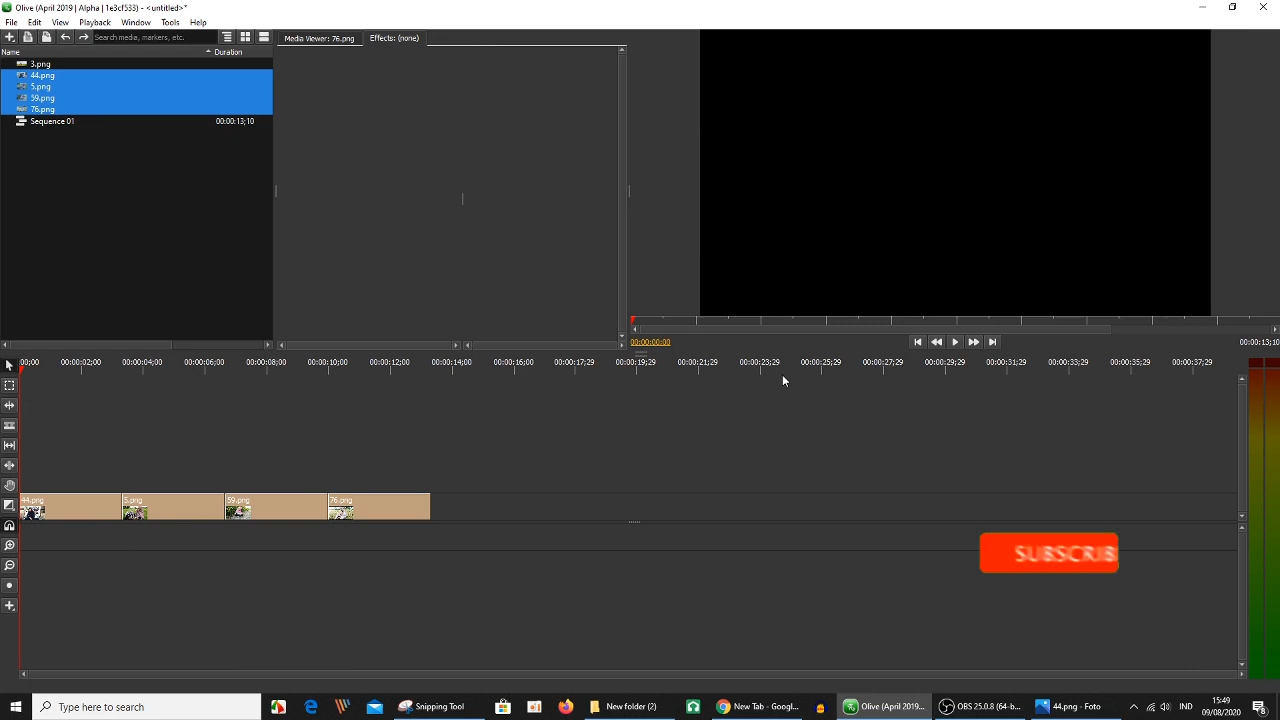 Olive (April 2019 | Alpha | 1e3cf533) - <untitled>*
File Edit View Playback Window Tools Help
Search media, markers, etc.
Media Viewer: 76.png
Effects: (none)
Name Duration
3.png
44.png
5.png
59.png
76.png
Sequence 01 00:00:13;10
00:00:00;00
00:00:13;10
00;00 00:00:02;00 00:00:04;00 00:00:06;00 00:00:08;00 00:00:10;00 00:00:12;00 00:00:14;00 00:00:16;00 00:00:17;29 00:00:19;29 00:00:21;29 00:00:23;29 00:00:25;29 00:00:27;29 00:00:29;29 00:00:31;29 00:00:33;29 00:00:35;29 00:00:37;29
44.png 5.png 59.png 76.png
SUBSCRIB
Type here to search
Snipping Tool
New folder (2)
New Tab - Googl...
Olive (April 2019...
OBS 25.0.8 (64-b...
44.png - Foto
IND
15:49
09/08/2020